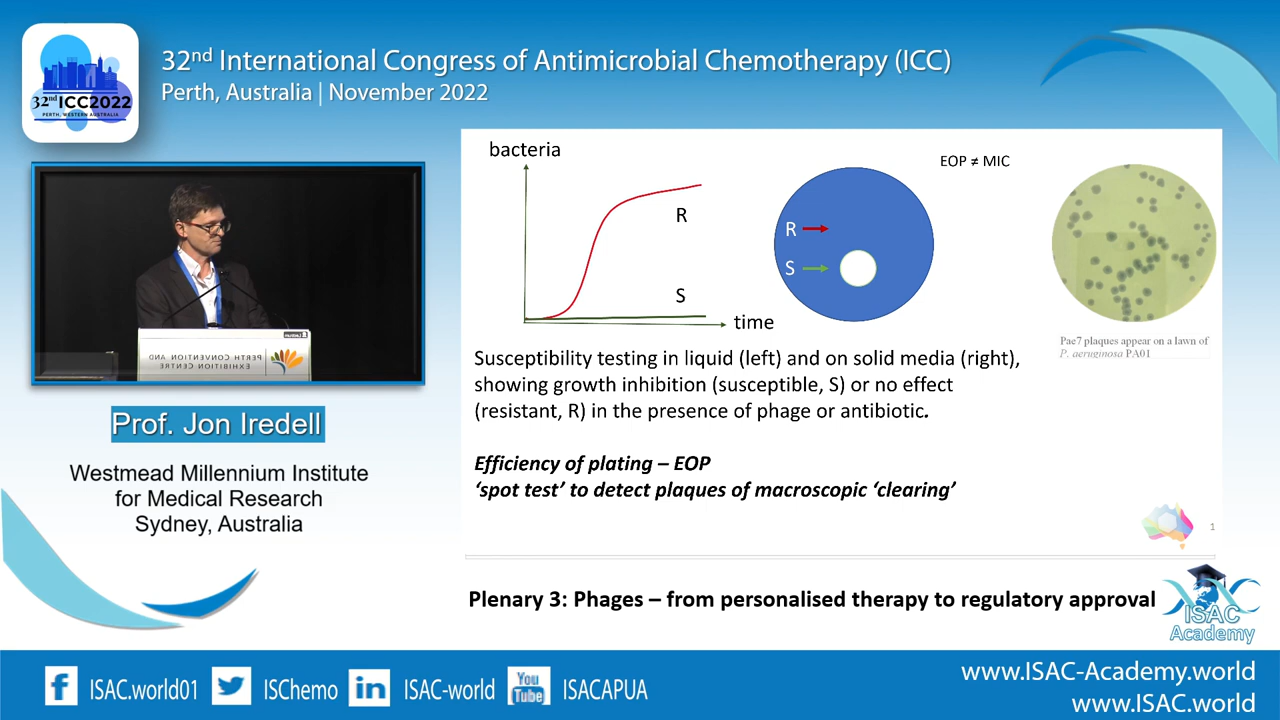 32nd International Congress of Antimicrobial Chemotherapy (ICC)
Perth, Australia | November 2022
32nd ICC2022
PERTH, WESTERN AUSTRALIA
bacteria
R
S
time
R
S
EOP ≠ MIC
Pae7 plaques appear on a lawn of
P. aeruginosa PA01
Susceptibility testing in liquid (left) and on solid media (right),
showing growth inhibition (susceptible, S) or no effect
(resistant, R) in the presence of phage or antibiotic.
Efficiency of plating – EOP
‘spot test’ to detect plaques of macroscopic ‘clearing’
1
PERTH CONVENTION AND
EXHIBITION CENTRE
Prof. Jon Iredell
Westmead Millennium Institute
for Medical Research
Sydney, Australia
Plenary 3: Phages – from personalised therapy to regulatory approval
ISAC
Academy
ISAC.world01
ISChemo
ISAC-world
You
Tube
ISACAPUA
www.ISAC-Academy.world
www.ISAC.world